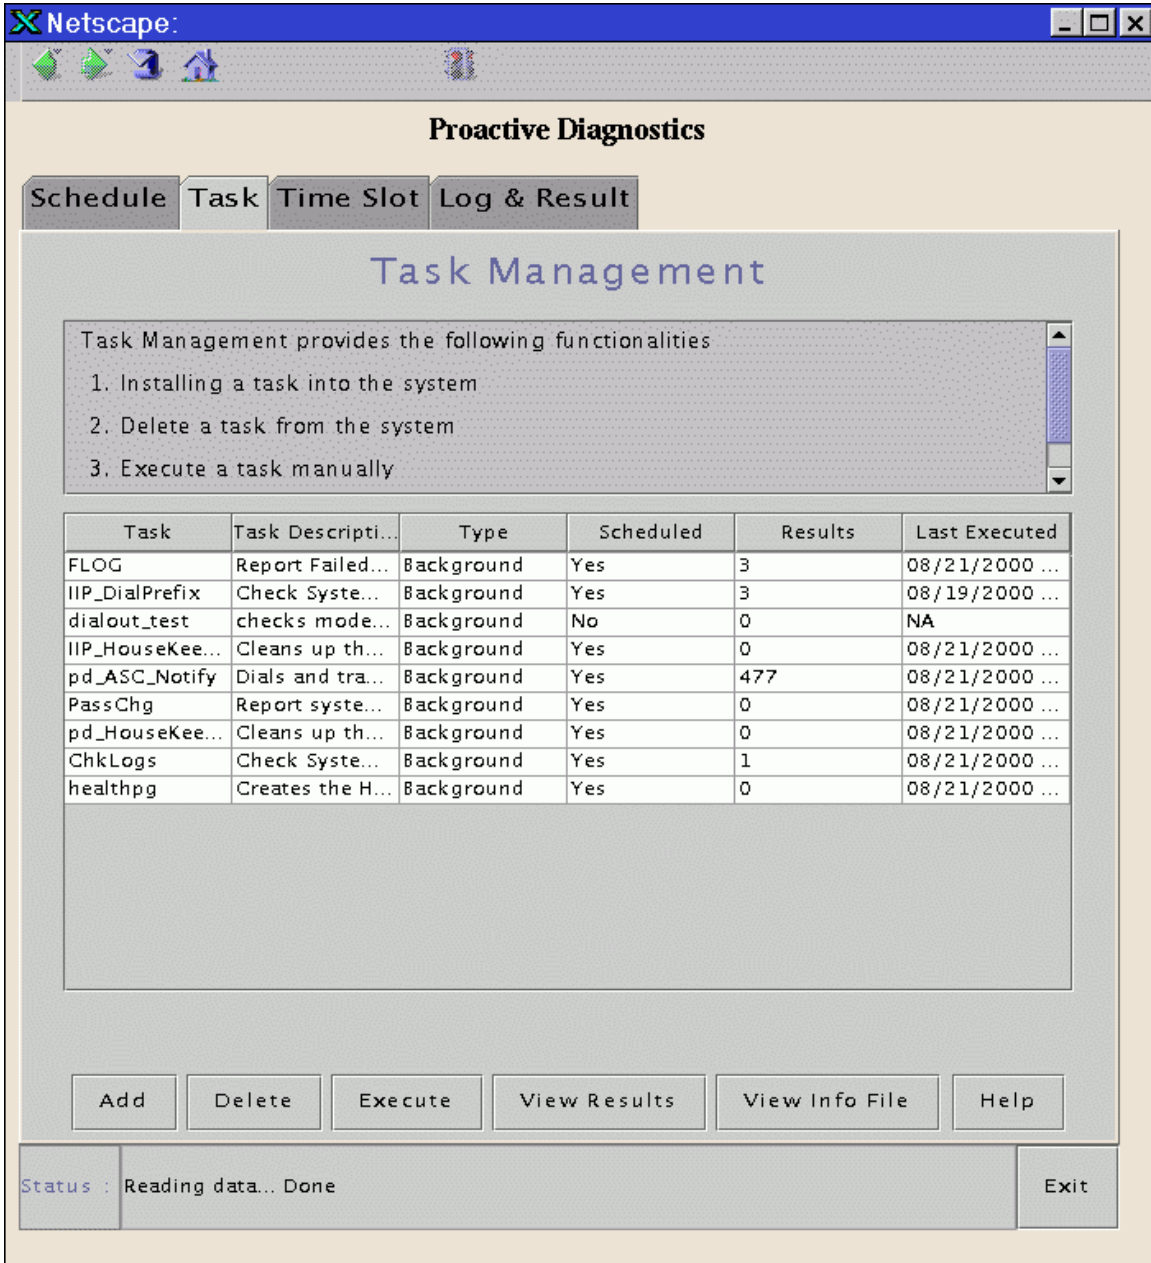 Netscape:
Proactive Diagnostics
Schedule Task Time Slot Log & Result
Task Management
Task Management provides the following functionalities
1. Installing a task into the system
2. Delete a task from the system
3. Execute a task manually
Task Task Descripti... Type Scheduled Results Last Executed
FLOG Report Failed... Background Yes 3 08/21/2000 ...
IIP_DialPrefix Check Syste... Background Yes 3 08/19/2000 ...
dialout_test checks mode... Background No 0 NA
IIP_HouseKee... Cleans up th... Background Yes 0 08/21/2000 ...
pd_ASC_Notify Dials and tra... Background Yes 477 08/21/2000 ...
PassChg Report syste... Background Yes 0 08/21/2000 ...
pd_HouseKee... Cleans up th... Background Yes 0 08/21/2000 ...
ChkLogs Check Syste... Background Yes 1 08/21/2000 ...
healthpg Creates the H... Background Yes 0 08/21/2000 ...
Add Delete Execute View Results View Info File Help
Status : Reading data... Done Exit